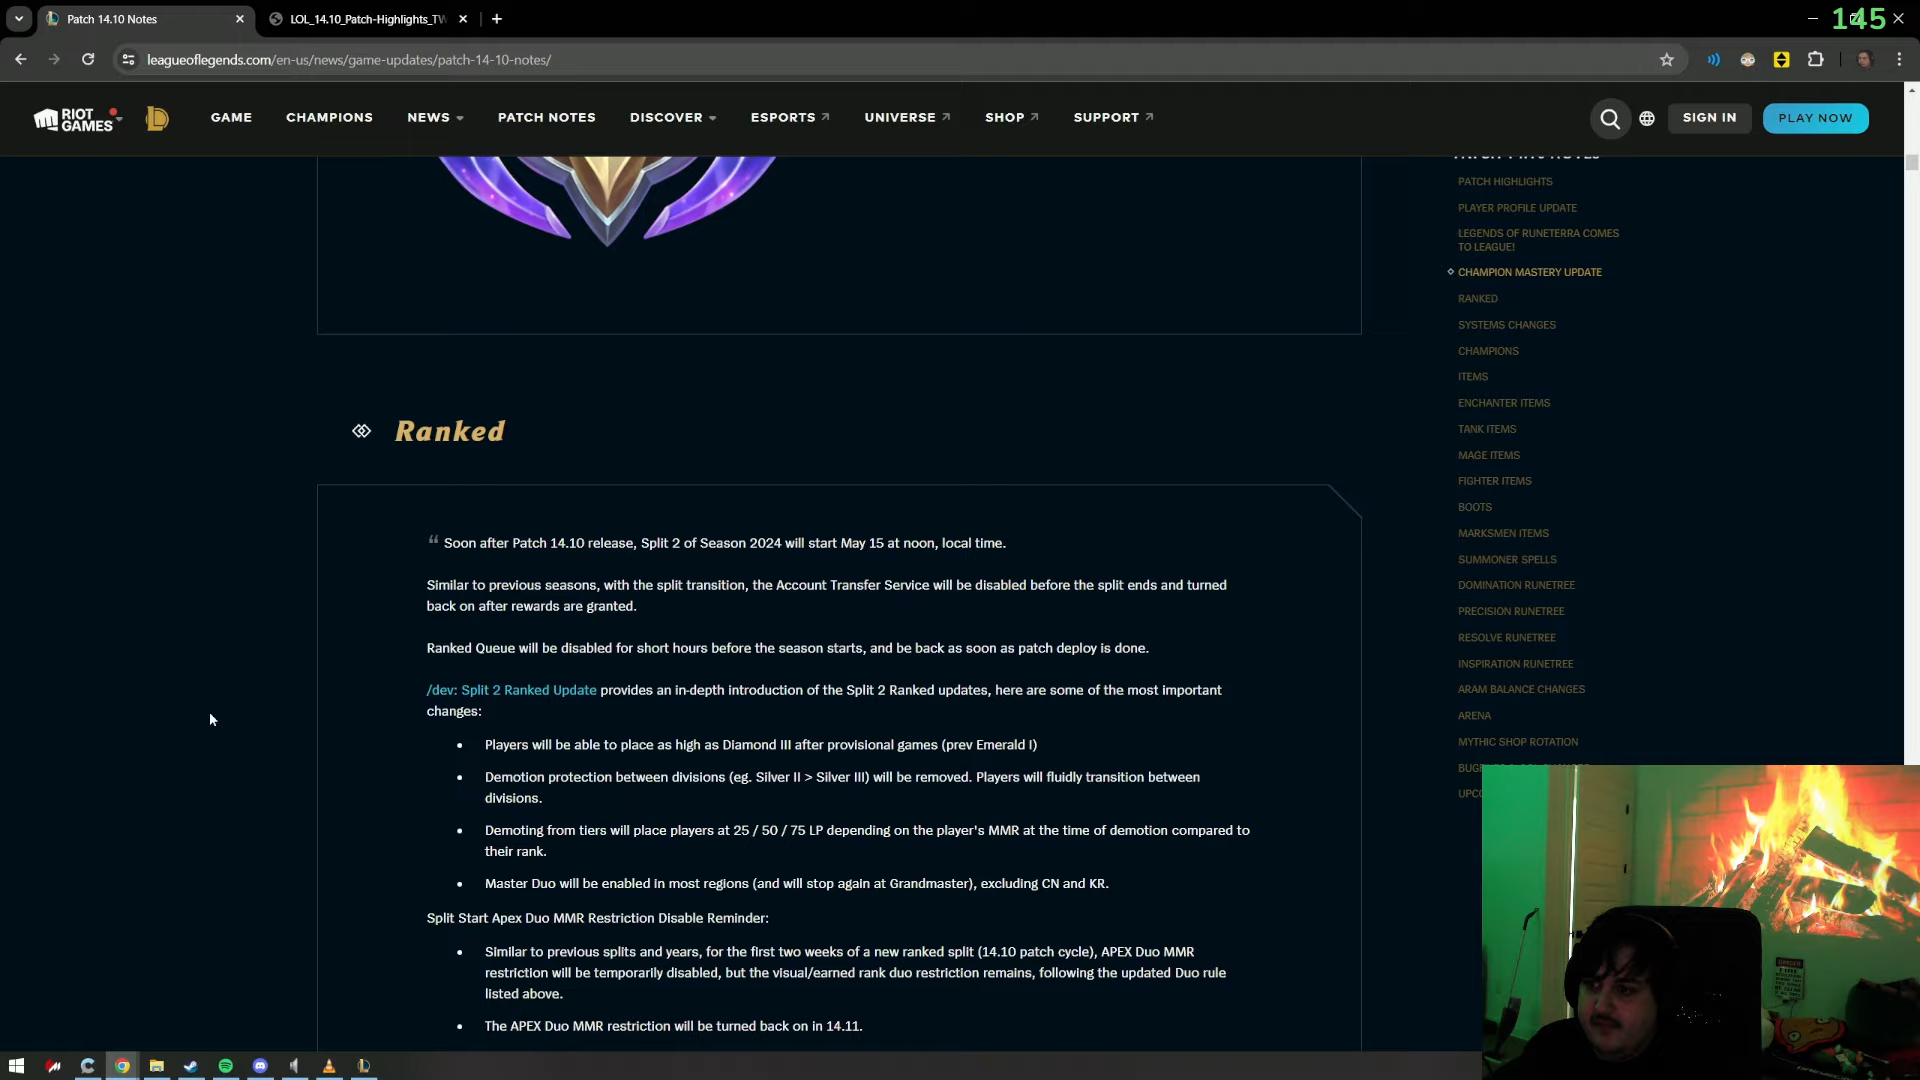 Patch 14.10 Notes
LOL_14.10_Patch-Highlights_TW
145
leagueoflegends.com/en-us/news/game-updates/patch-14-10-notes/
RIOT GAMES
GAME
CHAMPIONS
NEWS
PATCH NOTES
DISCOVER
ESPORTS
UNIVERSE
SHOP
SUPPORT
SIGN IN
PLAY NOW
Ranked
Soon after Patch 14.10 release, Split 2 of Season 2024 will start May 15 at noon, local time.
Similar to previous seasons, with the split transition, the Account Transfer Service will be disabled before the split ends and turned
back on after rewards are granted.
Ranked Queue will be disabled for short hours before the season starts, and be back as soon as patch deploy is done.
/dev: Split 2 Ranked Update provides an in-depth introduction of the Split 2 Ranked updates, here are some of the most important
changes:
• Players will be able to place as high as Diamond III after provisional games (prev Emerald I)
• Demotion protection between divisions (eg. Silver II > Silver III) will be removed. Players will fluidly transition between
divisions.
• Demoting from tiers will place players at 25 / 50 / 75 LP depending on the player's MMR at the time of demotion compared to
their rank.
• Master Duo will be enabled in most regions (and will stop again at Grandmaster), excluding CN and KR.
Split Start Apex Duo MMR Restriction Disable Reminder:
• Similar to previous splits and years, for the first two weeks of a new ranked split (14.10 patch cycle), APEX Duo MMR
restriction will be temporarily disabled, but the visual/earned rank duo restriction remains, following the updated Duo rule
listed above.
• The APEX Duo MMR restriction will be turned back on in 14.11.
PATCH HIGHLIGHTS
PLAYER PROFILE UPDATE
LEGENDS OF RUNETERRA COMES
TO LEAGUE!
CHAMPION MASTERY UPDATE
RANKED
SYSTEMS CHANGES
CHAMPIONS
ITEMS
ENCHANTER ITEMS
TANK ITEMS
MAGE ITEMS
FIGHTER ITEMS
BOOTS
MARKSMEN ITEMS
SUMMONER SPELLS
DOMINATION RUNETREE
PRECISION RUNETREE
RESOLVE RUNETREE
INSPIRATION RUNETREE
ARAM BALANCE CHANGES
ARENA
MYTHIC SHOP ROTATION
UPCO
DANGER